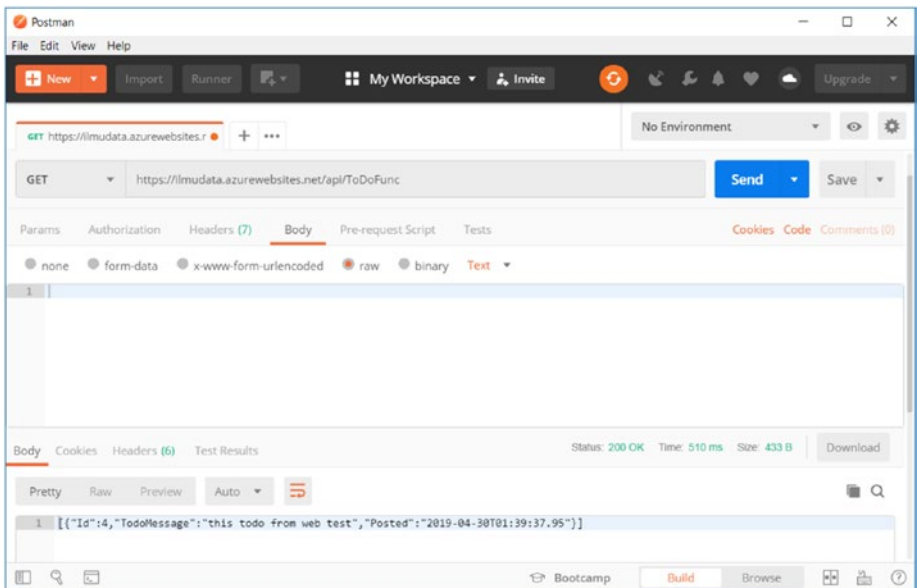 Postman
File Edit View Help
New Import Runner My Workspace Invite Upgrade
GET https://ilmudata.azurewebsites.r No Environment
GET https://ilmudata.azurewebsites.net/api/ToDoFunc Send Save
Params Authorization Headers (7) Body Pre-request Script Tests Cookies Code Comments (0)
none form-data x-www-form-urlencoded raw binary Text
1
Body Cookies Headers (6) Test Results Status: 200 OK Time: 510 ms Size: 433 B Download
Pretty Raw Preview Auto
1 [{"Id":4,"TodoMessage":"this todo from web test","Posted":"2019-04-30T01:39:37.95"}]
Bootcamp Build Browse